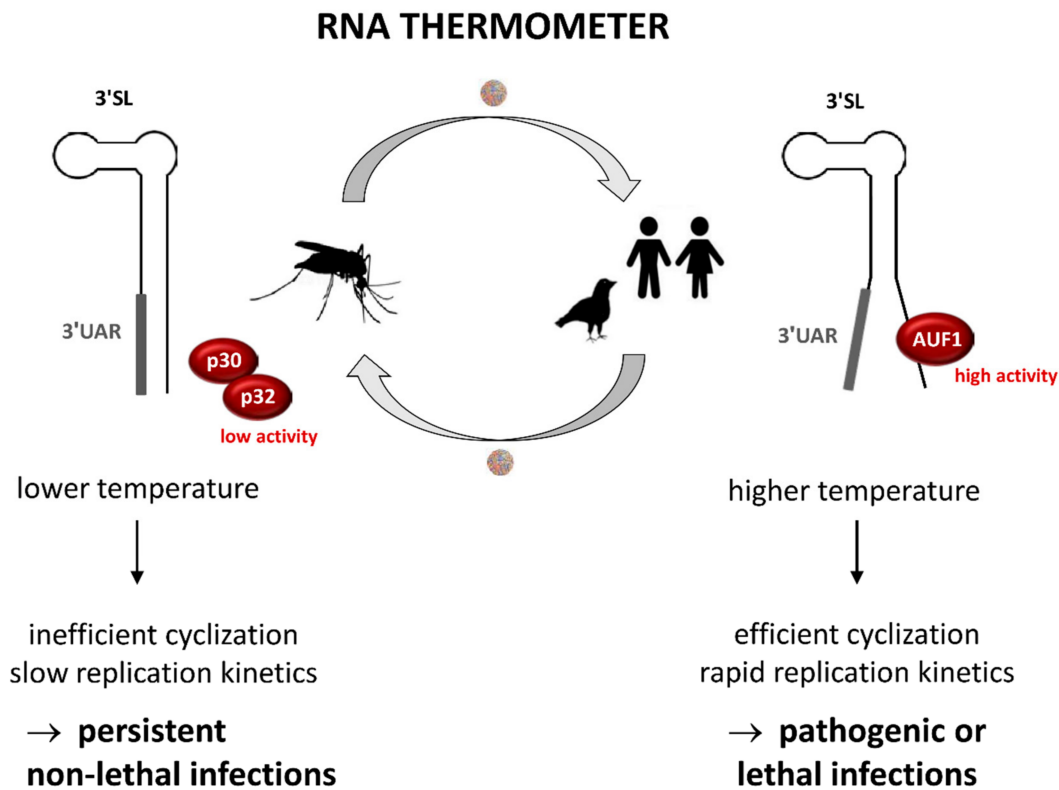 RNA THERMOMETER
3'SL
3'UAR
p30
p32
low activity
lower temperature
inefficient cyclization
slow replication kinetics
→ persistent
non-lethal infections
3'SL
3'UAR
AUF1
high activity
higher temperature
efficient cyclization
rapid replication kinetics
→ pathogenic or
lethal infections